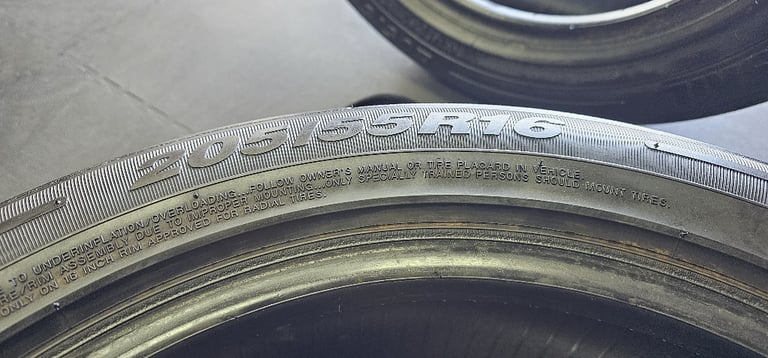 205/55R16
TO UNDERINFLATION/OVERLOADING...FOLLOW OWNER'S MANUAL OR TIRE PLACARD IN VEHICLE.
RE/RIM ASSEMBLY DUE TO IMPROPER MOUNTING...ONLY SPECIALLY TRAINED PERSONS SHOULD MOUNT TIRES.
ONLY ON 16 INCH RIM APPROVED FOR RADIAL TIRES.